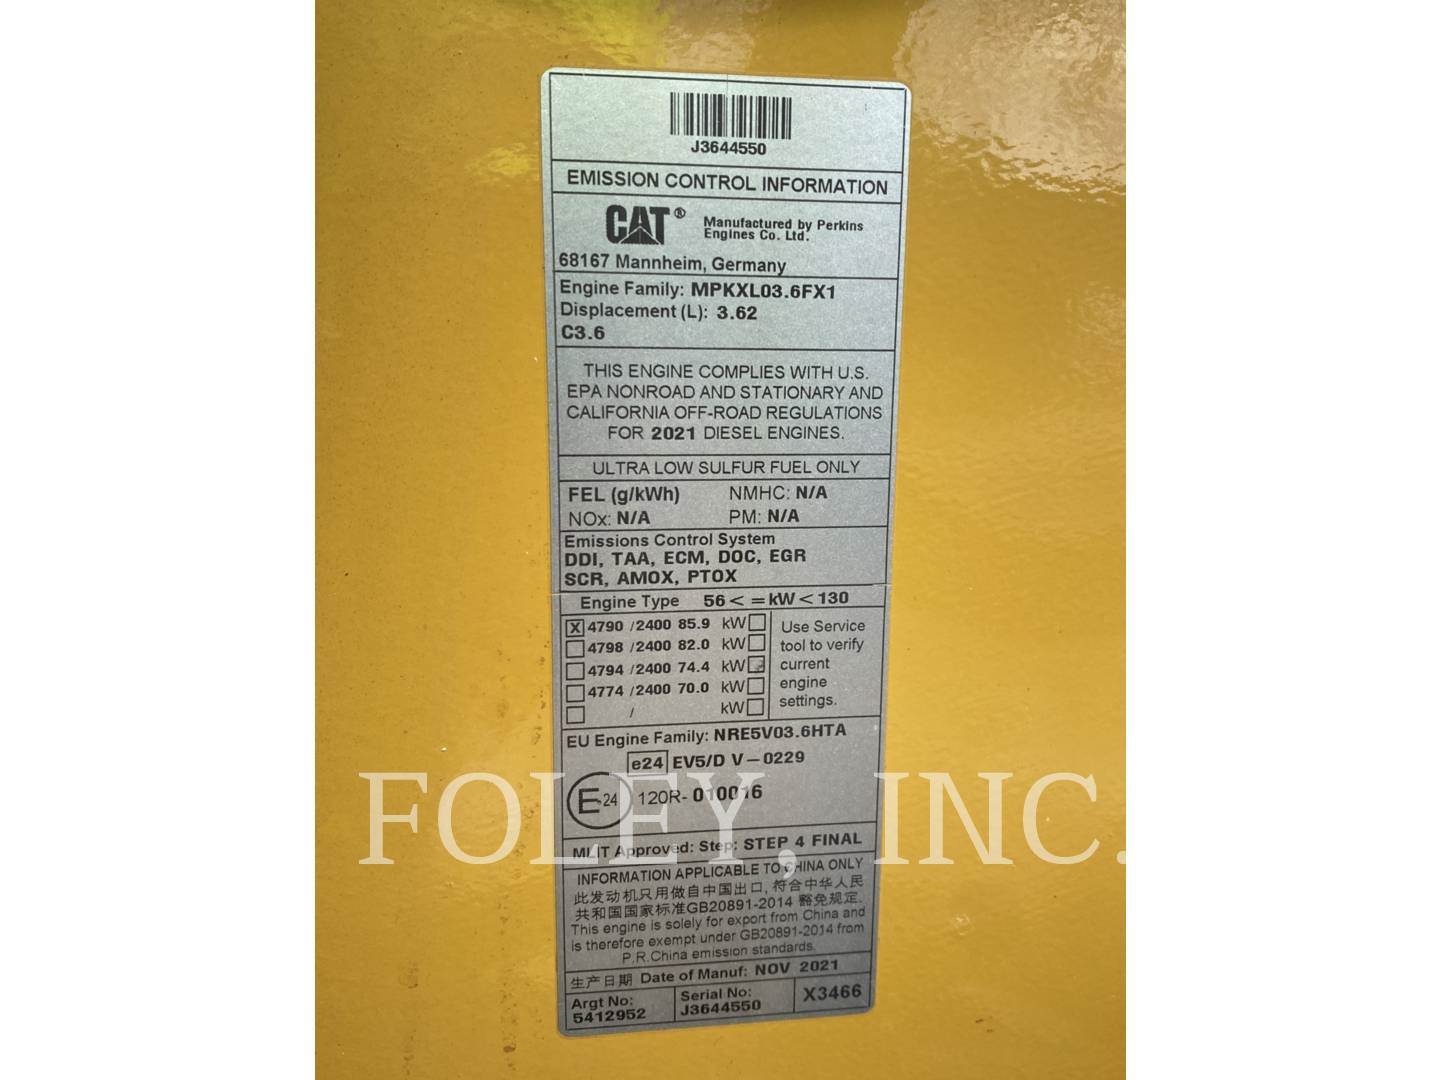 J3644550
EMISSION CONTROL INFORMATION
CAT® Manufactured by Perkins
Engines Co. Ltd.
68167 Mannheim, Germany
Engine Family: MPKXL03.6FX1
Displacement (L): 3.62
C3.6
THIS ENGINE COMPLIES WITH U.S.
EPA NONROAD AND STATIONARY AND
CALIFORNIA OFF-ROAD REGULATIONS
FOR 2021 DIESEL ENGINES.
ULTRA LOW SULFUR FUEL ONLY
FEL (g/kWh) NMHC: N/A
NOx: N/A PM: N/A
Emissions Control System
DDI, TAA, ECM, DOC, EGR
SCR, AMOX, PTOX
Engine Type 56 < = kW < 130
X 4790 /2400 85.9 kW
4798 /2400 82.0 kW
4794 /2400 74.4 kW
4774 /2400 70.0 kW
/ kW
Use Service
tool to verify
current
engine
settings.
EU Engine Family: NRE5V03.6HTA
e24 EV5/D V-0229
E 24 120R-010016
FOLEY, INC.
MLIT Approved: Step: STEP 4 FINAL
INFORMATION APPLICABLE TO CHINA ONLY
此发动机只用做自中国出口, 符合中华人民
共和国国家标准GB20891-2014 豁免规定.
This engine is solely for export from China and
is therefore exempt under GB20891-2014 from
P.R.China emission standards.
生产日期 Date of Manuf: NOV 2021
Argt No:
5412952
Serial No:
J3644550
X3466